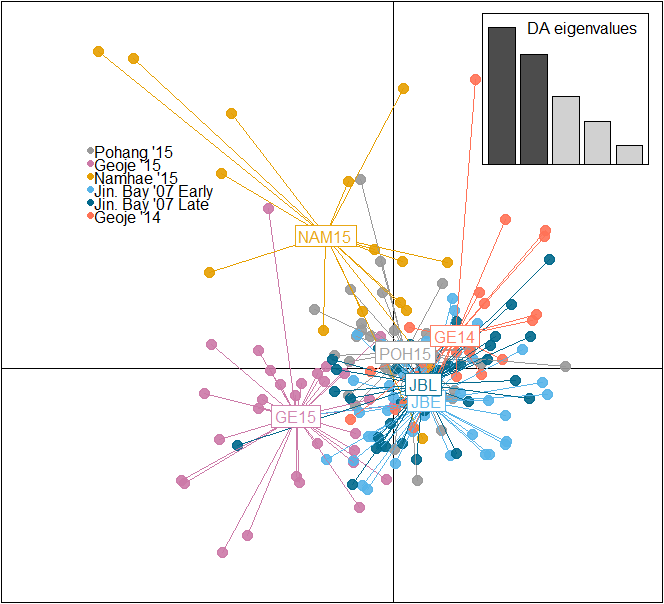 DA eigenvalues
Pohang '15
Geoje '15
Namhae '15
Jin. Bay '07 Early
Jin. Bay '07 Late
Geoje '14
NAM15
GE14
POH15
JBL
JBE
GE15